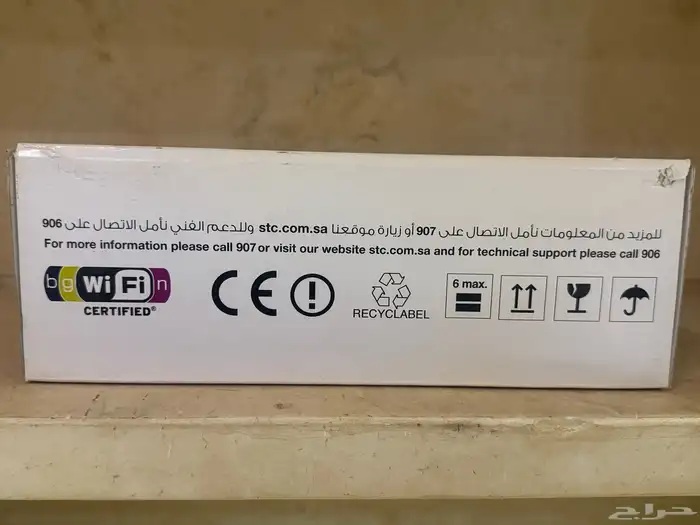 للمزيد من المعلومات نأمل الاتصال على 907 أو زيارة موقعنا stc.com.sa وللدعم الفني نأمل الاتصال على 906
For more information please call 907 or visit our website stc.com.sa and for technical support please call 906
b g Wi Fi n
CERTIFIED®
CE
RECYCLABEL
6 max.
حراج